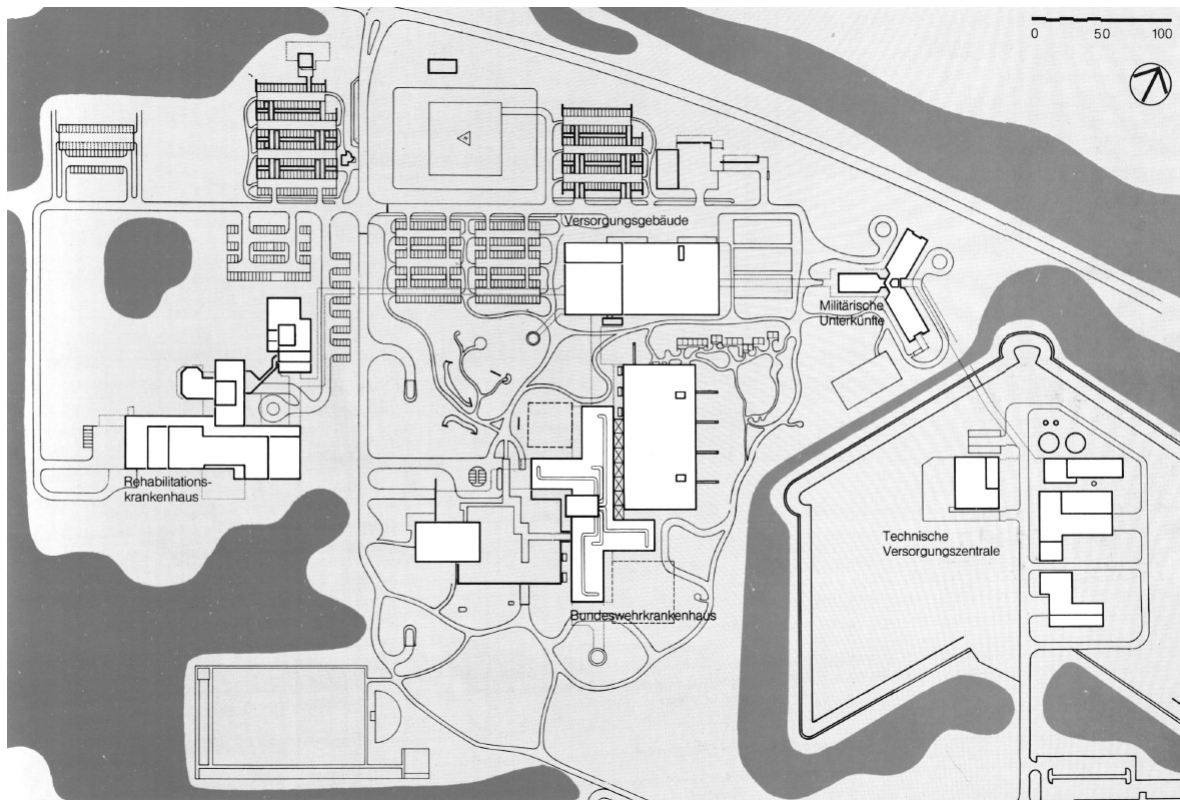 0 50 100
Versorgungsgebäude
Militärische
Unterkünfte
Rehabilitations-
krankenhaus
Technische
Versorgungszentrale
Bundeswehrkrankenhaus